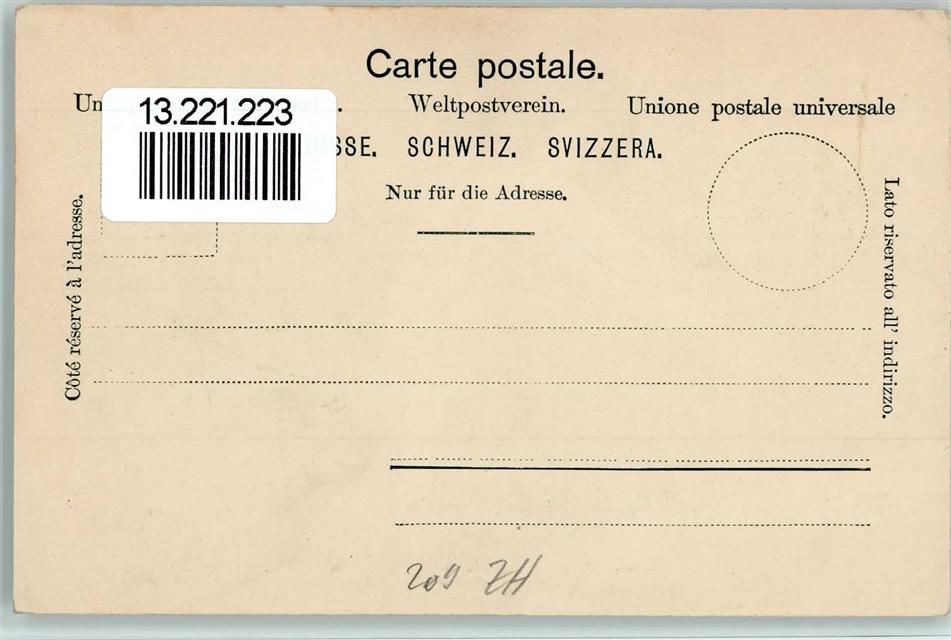 Carte postale.
Weltpostverein. Unione postale universale
13.221.223
SCHWEIZ. SVIZZERA.
Nur für die Adresse.
Côté réservé à l'adresse.
Lato riservato all' indirizzo.
209 ZH